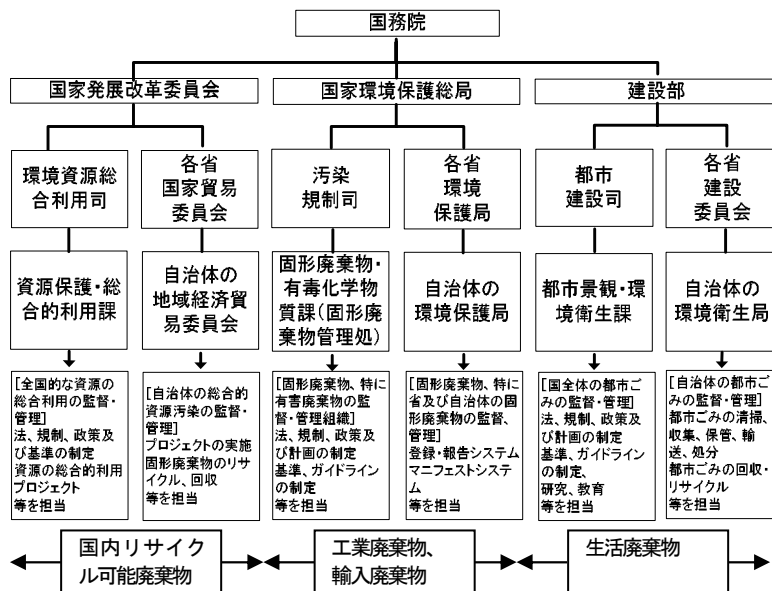 国務院
国家発展改革委員会
国家環境保護総局
建設部
環境資源総
合利用司
各省
国家貿易
委員会
汚染
規制司
各省
環境
保護局
都市
建設司
各省
建設
委員会
資源保護・総
合的利用課
自治体の
地域経済貿
易委員会
固形廃棄物・
有毒化学物
質課(固形廃
棄物管理処)
自治体の
環境保護局
都市景観・環
境衛生課
自治体の
環境衛生局
[全国的な資源の
総合利用の監督・
管理]
法、規制、政策及
び基準の制定
資源の総合的利用
プロジェクト
等を担当
[自治体の総合的
資源汚染の監督・
管理]
プロジェクトの実施
固形廃棄物のリサ
イクル、回収
等を担当
[固形廃棄物、特に
有害廃棄物の監
督・管理組織]
法、規制、政策及
び計画の制定
基準、ガイドライン
の制定
等を担当
[固形廃棄物、特に
省及び自治体の固
形廃棄物の監督、
管理]
登録・報告システム
マニフェストシステ
ム
等を担当
[国全体の都市ご
みの監督・管理]
法、規制、政策及
び計画の制定
基準、ガイドライン
の制定、
研究、教育
等を担当
[自治体の都市ご
みの監督・管理]
都市ごみの清掃、
収集、保管、輸
送、処分
都市ごみの回収・
リサイクル
等を担当
国内リサイク
ル可能廃棄物
工業廃棄物、
輸入廃棄物
生活廃棄物